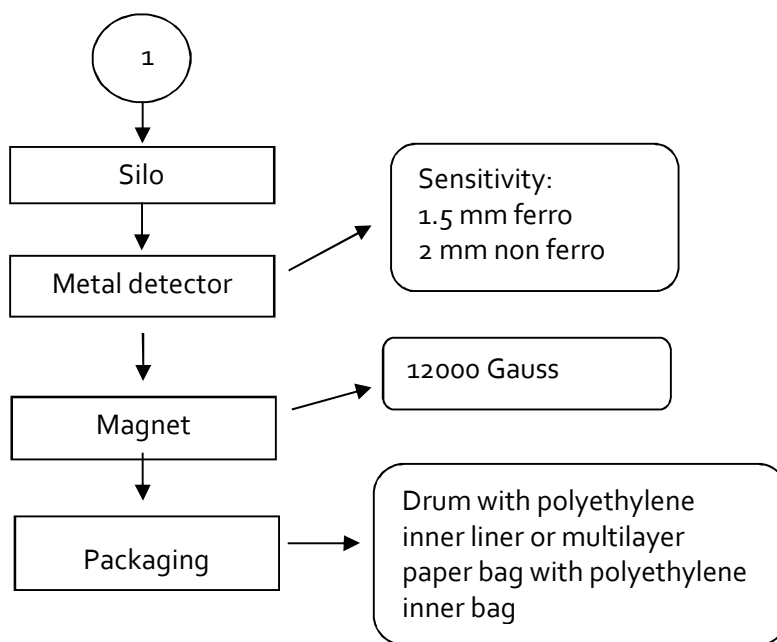 1
Silo
Sensitivity:
1.5 mm ferro
2 mm non ferro
Metal detector
12000 Gauss
Magnet
Drum with polyethylene
inner liner or multilayer
paper bag with polyethylene
inner bag
Packaging